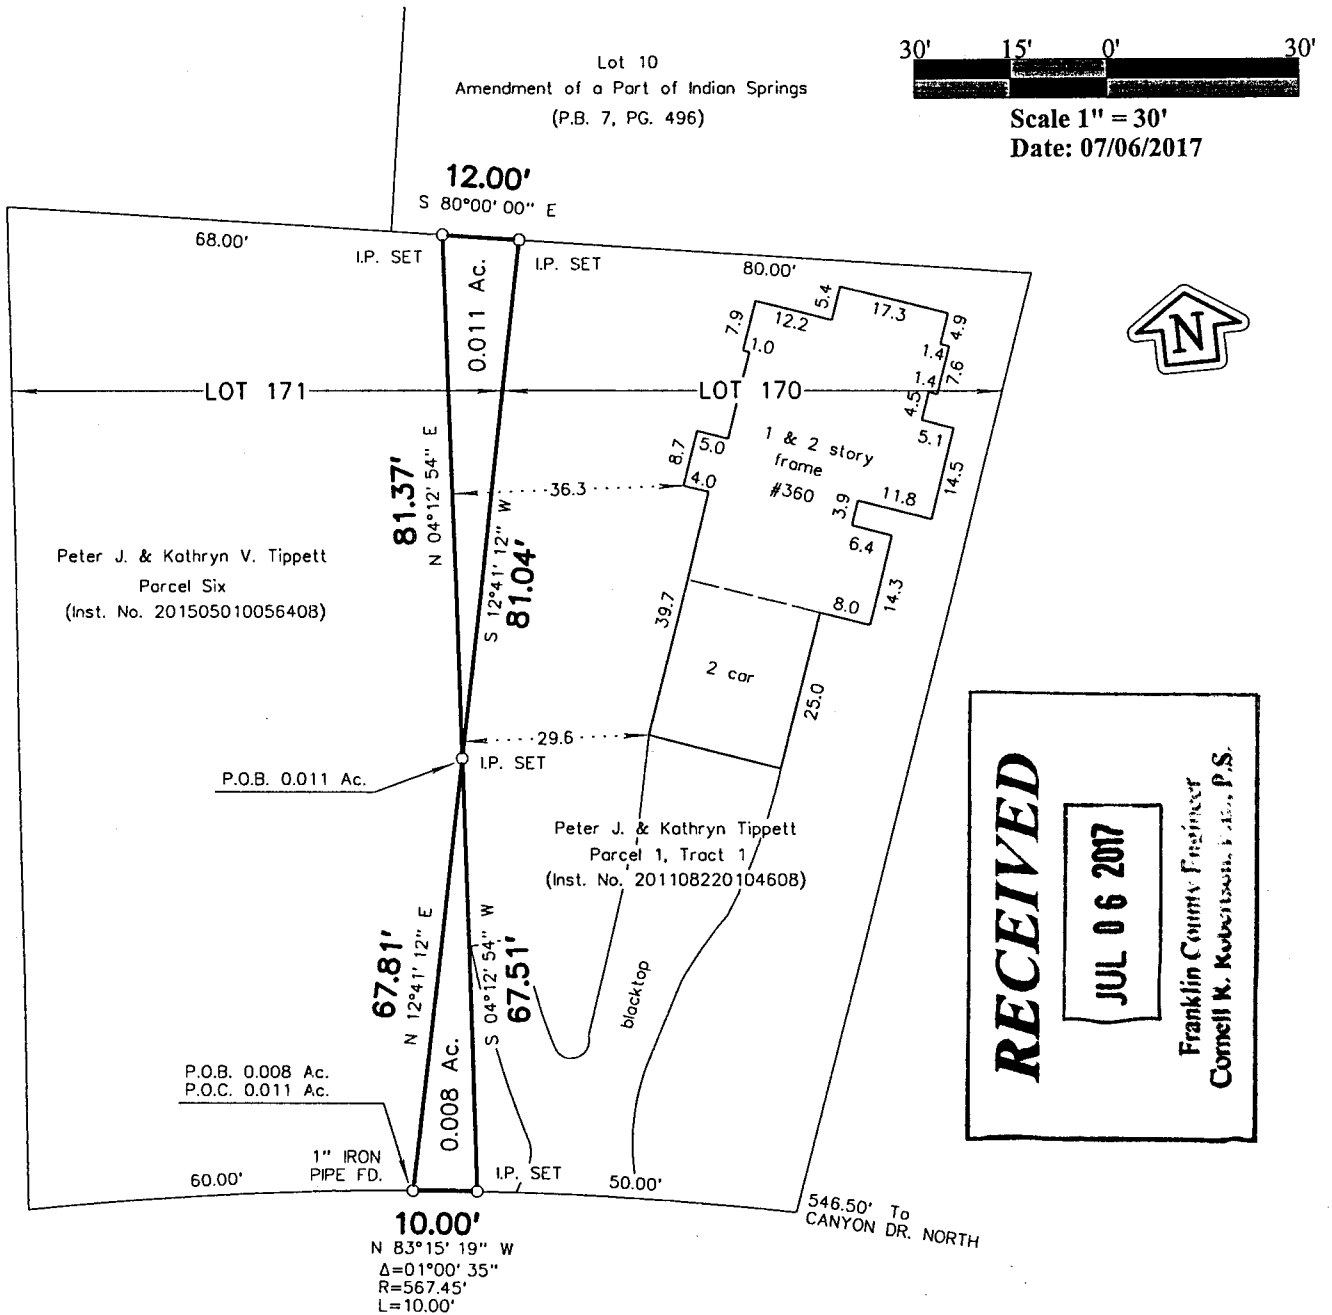 Lot 10
Amendment of a Part of Indian Springs
(P.B. 7, PG. 496)
30' 15' 0' 30'
Scale 1" = 30'
Date: 07/06/2017
12.00'
S 80°00' 00" E
68.00'
I.P. SET
I.P. SET
80.00'
0.011 Ac.
N
LOT 171
LOT 170
7.9
1.0
12.2
5.4
17.3
4.9
1.4
7.6
1.4
4.5
5.1
14.5
11.8
3.9
6.4
14.3
8.0
25.0
39.7
4.0
8.7
5.0
1 & 2 story
frame
#360
2 car
36.3
29.6
81.37'
N 04°12' 54" E
S 12°41' 12" W
81.04'
Peter J. & Kathryn V. Tippett
Parcel Six
(Inst. No. 201505010056408)
I.P. SET
P.O.B. 0.011 Ac.
Peter J. & Kathryn Tippett
Parcel 1, Tract 1
(Inst. No. 201108220104608)
67.81'
N 12°41' 12" E
S 04°12' 54" W
67.51'
blacktop
0.008 Ac.
P.O.B. 0.008 Ac.
P.O.C. 0.011 Ac.
1" IRON
PIPE FD.
I.P. SET
60.00'
50.00'
546.50' To
CANYON DR. NORTH
10.00'
N 83°15' 19" W
Δ=01°00' 35"
R=567.45'
L=10.00'
RECEIVED
JUL 06 2017
Franklin County Engineer
Cornell R. Robertson, P.S.